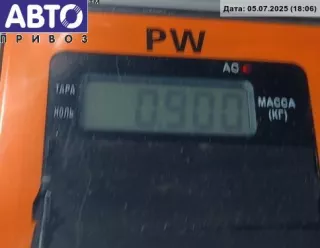 АВТО
ПРИВОЗ
Дата: 05.07.2025 (18:06)
PW
AC
ТАРА
НОЛЬ
0.900
МАССА
(КГ)